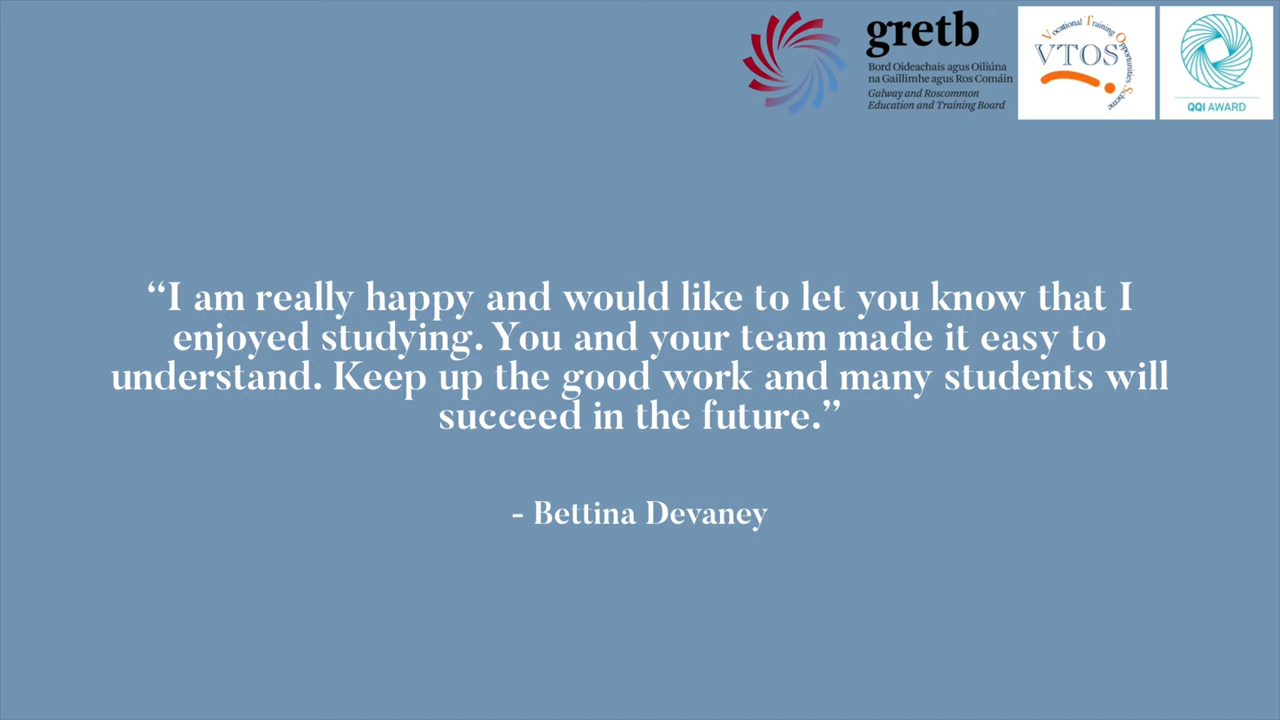 gretb
Bord Oideachais agus Oiliúna
na Gaillimhe agus Ros Comáin
Galway and Roscommon
Education and Training Board
Vocational Training Opportunities Scheme
VTOS
QQI AWARD
“I am really happy and would like to let you know that I
enjoyed studying. You and your team made it easy to
understand. Keep up the good work and many students will
succeed in the future.”
- Bettina Devaney